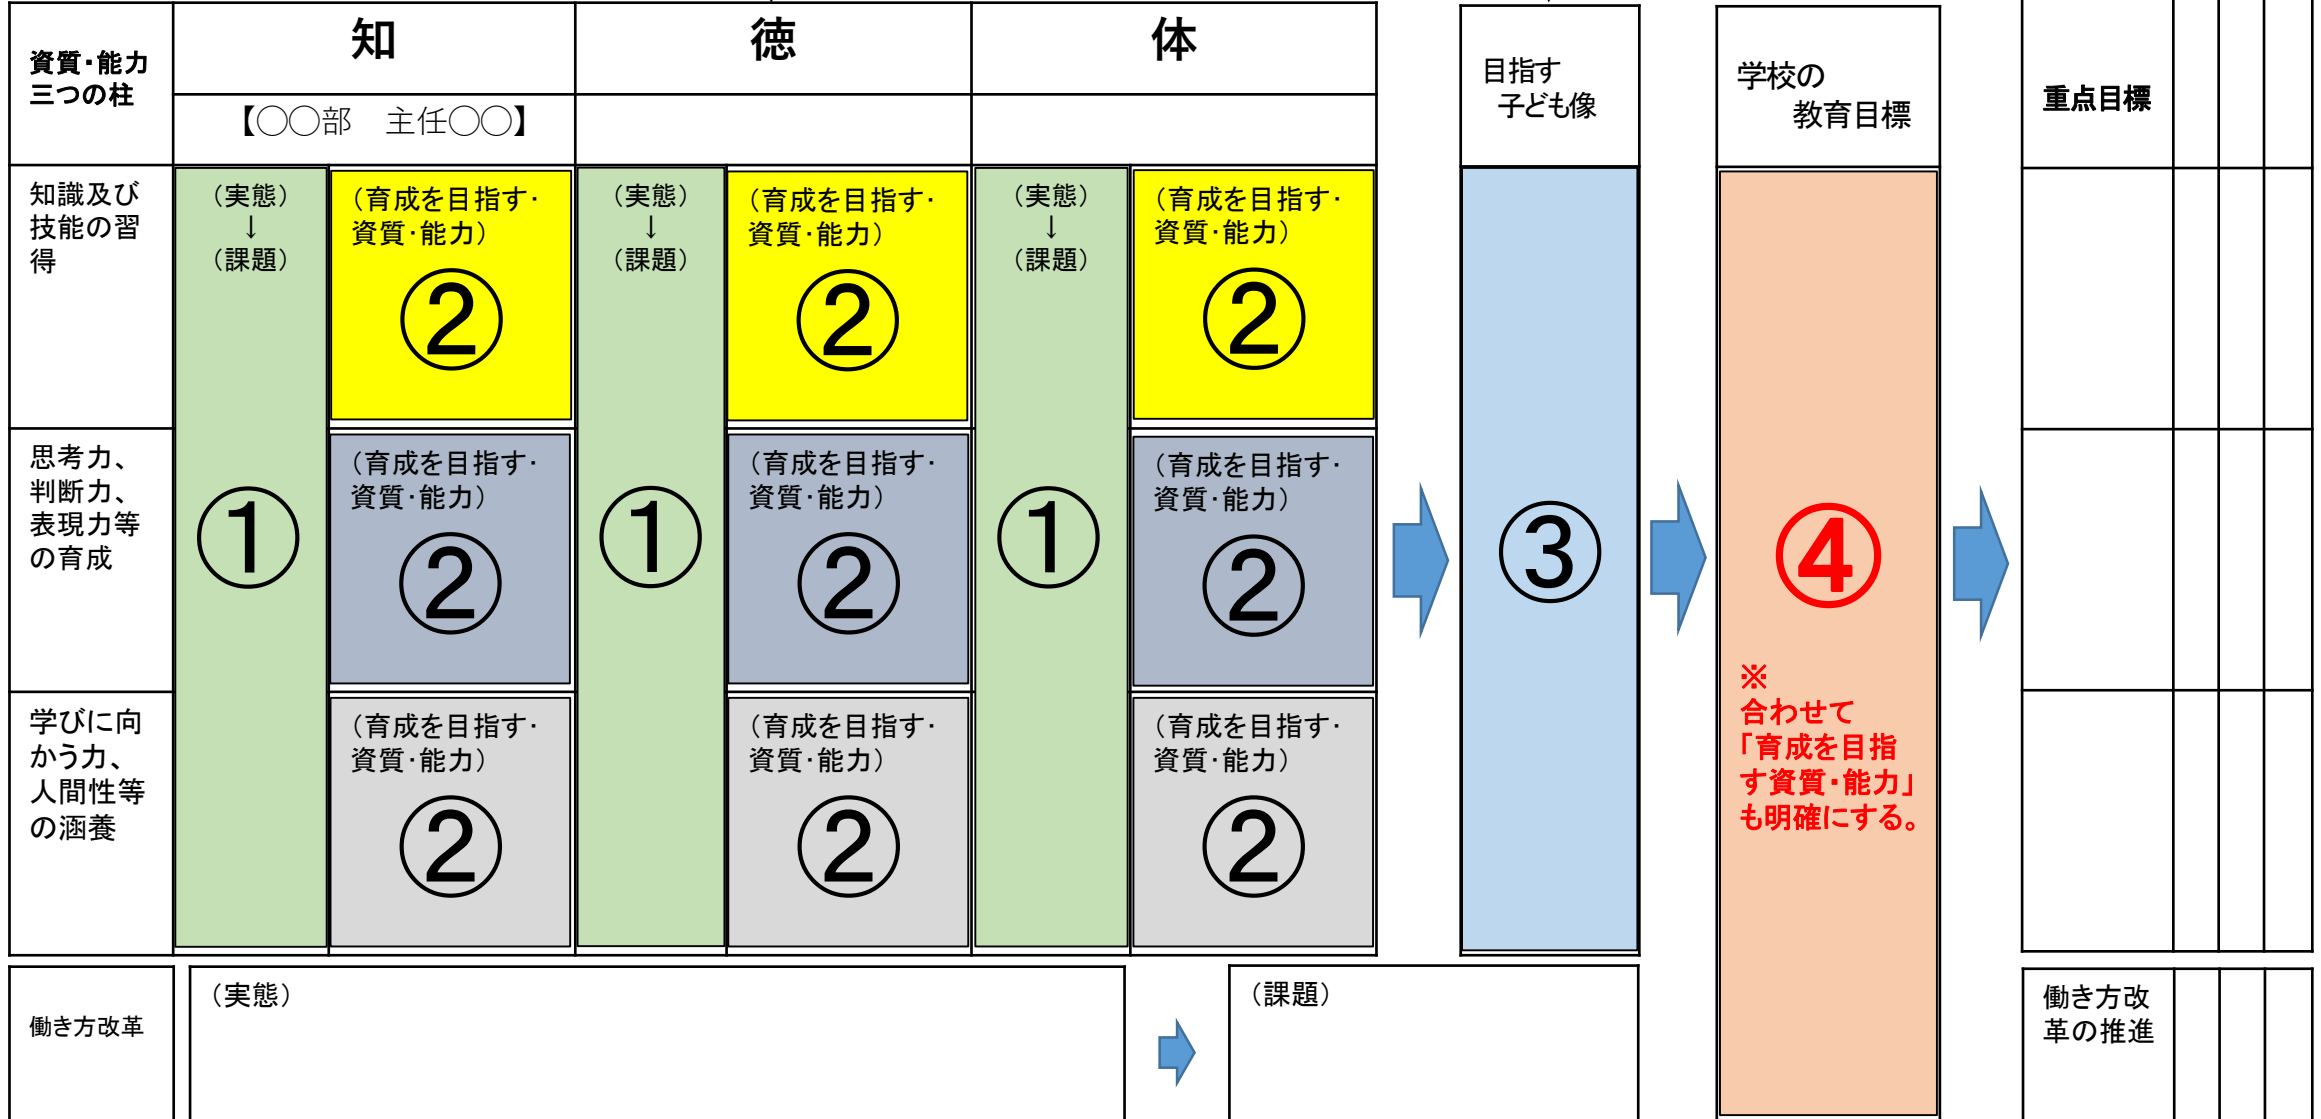 資質・能力
三つの柱
知
徳
体
【〇〇部　主任〇〇】
目指す
子ども像
学校の
教育目標
重点目標
知識及び
技能の習
得
（実態）
↓
（課題）
（育成を目指す・
資質・能力）
②
（実態）
↓
（課題）
（育成を目指す・
資質・能力）
②
（実態）
↓
（課題）
（育成を目指す・
資質・能力）
②
思考力、
判断力、
表現力等
の育成
①
（育成を目指す・
資質・能力）
②
①
（育成を目指す・
資質・能力）
②
①
（育成を目指す・
資質・能力）
②
③
④
※
合わせて
「育成を目指
す資質・能力」
も明確にする。
学びに向
かう力、
人間性等
の涵養
（育成を目指す・
資質・能力）
②
（育成を目指す・
資質・能力）
②
（育成を目指す・
資質・能力）
②
働き方改革
（実態）
（課題）
働き方改
革の推進